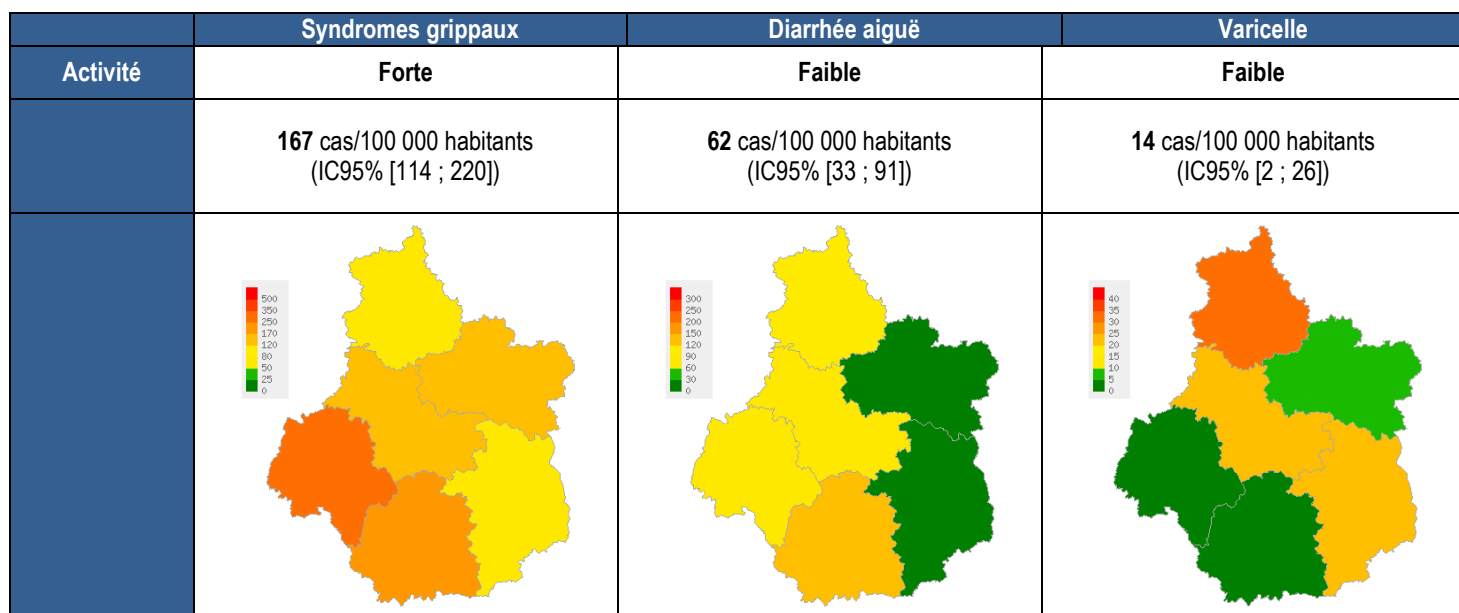 Syndromes grippaux
Diarrhée aiguë
Varicelle
Activité
Forte
Faible
Faible
167 cas/100 000 habitants
(IC95% [114 ; 220])
62 cas/100 000 habitants
(IC95% [33 ; 91])
14 cas/100 000 habitants
(IC95% [2 ; 26])
500
350
250
170
120
80
50
25
0
300
250
200
150
120
90
60
30
0
40
35
30
25
20
15
10
5
0